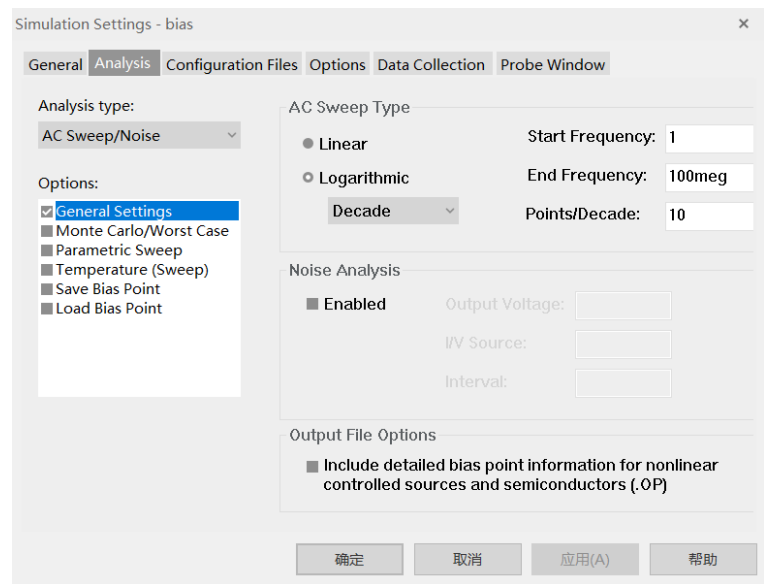 Simulation Settings - bias
General Analysis Configuration Files Options Data Collection Probe Window
Analysis type:
AC Sweep/Noise
Options:
General Settings
Monte Carlo/Worst Case
Parametric Sweep
Temperature (Sweep)
Save Bias Point
Load Bias Point
AC Sweep Type
Linear
Logarithmic
Decade
Start Frequency: 1
End Frequency: 100meg
Points/Decade: 10
Noise Analysis
Enabled
Output Voltage:
I/V Source:
Interval:
Output File Options
Include detailed bias point information for nonlinear
controlled sources and semiconductors (.OP)
确定 取消 应用(A) 帮助